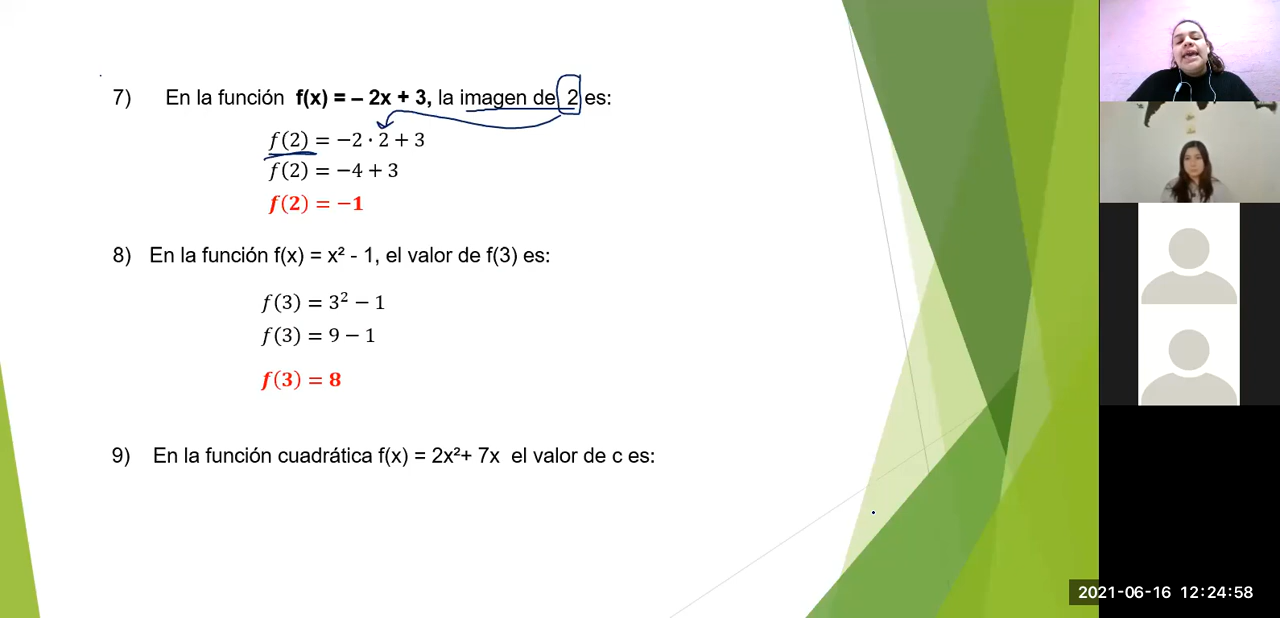 7) En la función f(x) = – 2x + 3, la imagen de 2 es:
f(2) = −2 · 2 + 3
f(2) = −4 + 3
f(2) = −1
8) En la función f(x) = x² - 1, el valor de f(3) es:
f(3) = 3² − 1
f(3) = 9 − 1
f(3) = 8
9) En la función cuadrática f(x) = 2x²+ 7x el valor de c es:
2021-06-16 12:24:58